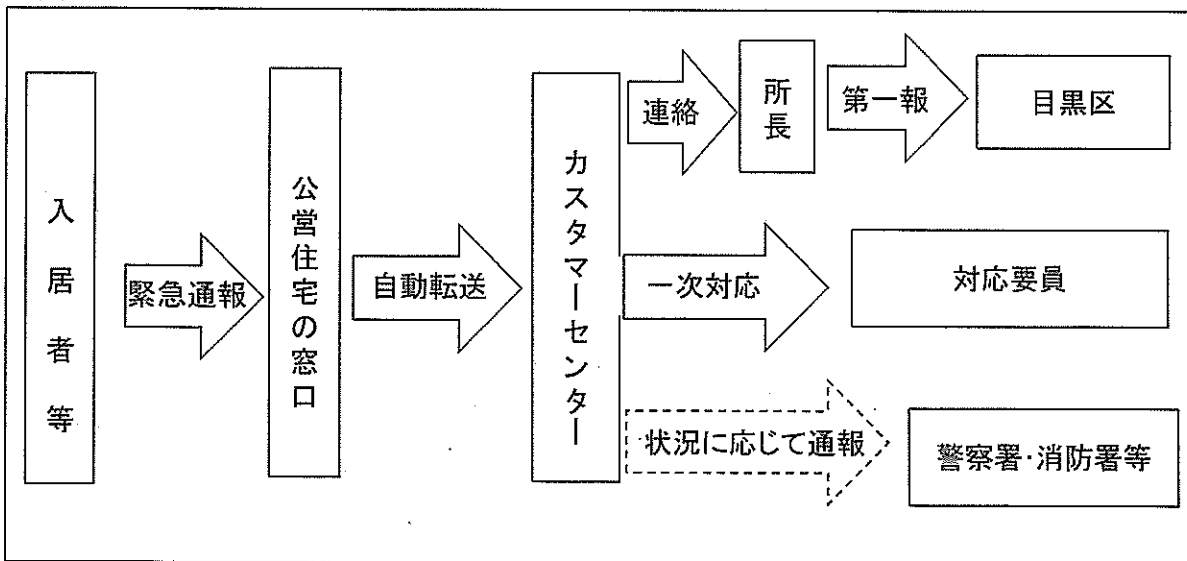 入居者等
緊急通報
公営住宅の窓口
自動転送
カスタマーセンター
連絡
所長
第一報
目黒区
一次対応
対応要員
状況に応じて通報
警察署・消防署等